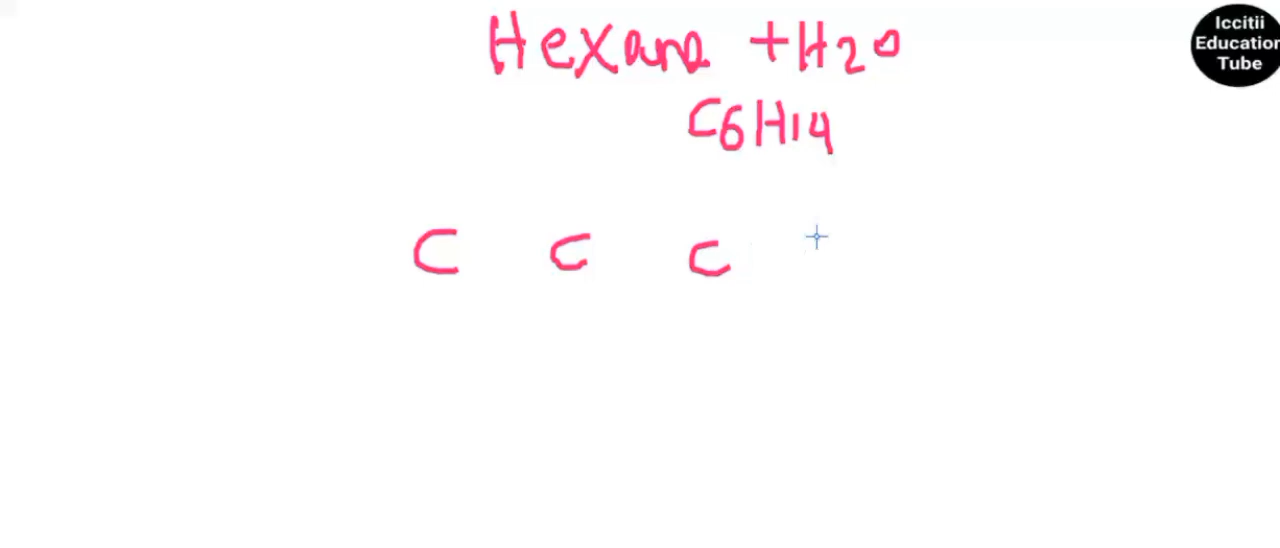 Hexane +H2O
C6H14
C C C
Iccitii
Education
Tube